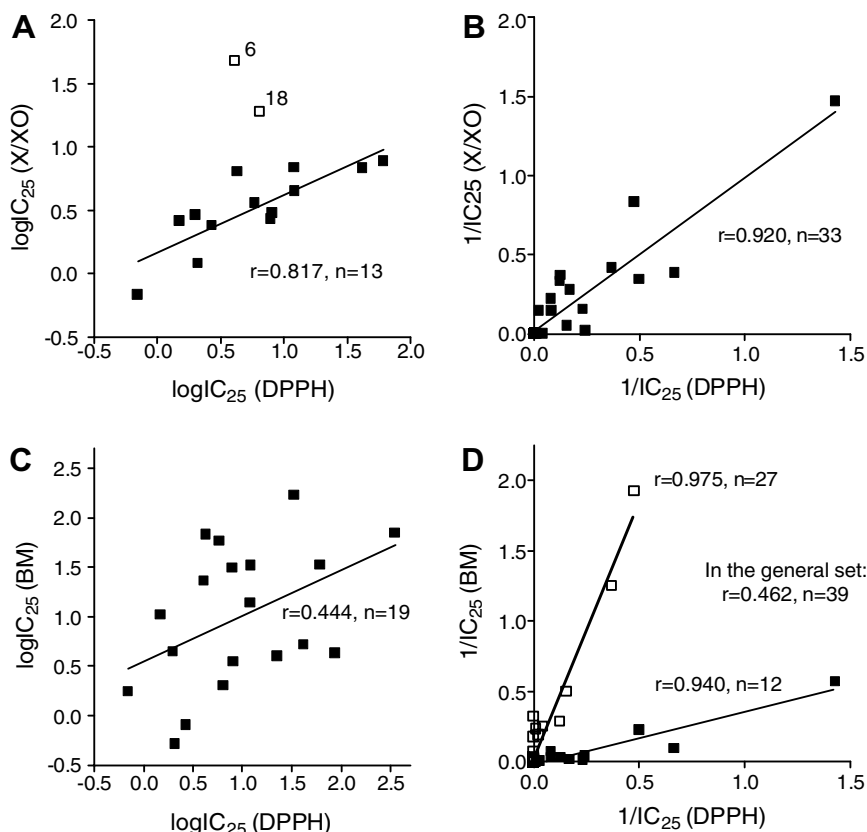 A
2.0
1.5
1.0
0.5
0.0
-0.5
-0.5
0.0
0.5
1.0
1.5
2.0
logIC25 (X/XO)
logIC25 (DPPH)
6
18
r=0.817, n=13
B
2.0
1.5
1.0
0.5
0.0
0.0
0.5
1.0
1.5
1/IC25 (X/XO)
1/IC25 (DPPH)
r=0.920, n=33
C
2.5
2.0
1.5
1.0
0.5
0.0
-0.5
-0.5
0.0
0.5
1.0
1.5
2.0
2.5
logIC25 (BM)
logIC25 (DPPH)
r=0.444, n=19
D
2.0
1.5
1.0
0.5
0.0
0.0
0.5
1.0
1.5
1/IC25 (BM)
1/IC25 (DPPH)
r=0.975, n=27
In the general set:
r=0.462, n=39
r=0.940, n=12